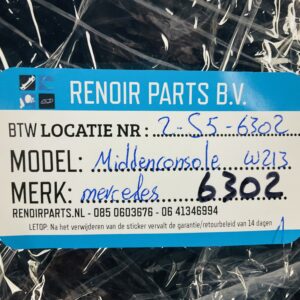 RENOIR PARTS B.V.
BTW LOCATIE NR : 2-S5-6302
MODEL: Middenconsole W213
MERK: mercedes 6302
RENOIRPARTS.NL - 085 0603676 - 06 41346994
LETOP: Na het verwijderen van de sticker vervalt de garantie/retourbeleid van 14 dagen